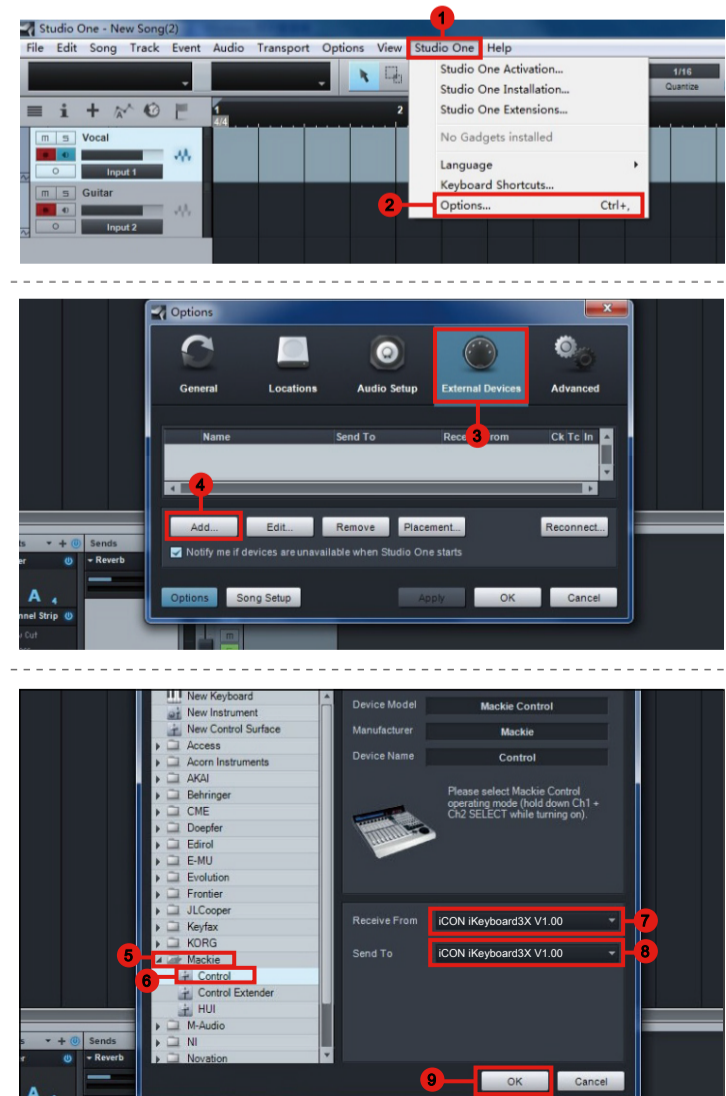 1
Studio One - New Song(2)
File Edit Song Track Event Audio Transport Options View Studio One Help
Studio One Activation...
1/16
Studio One Installation...
Quantize
Studio One Extensions...
1
2
4/4
No Gadgets installed
M S Vocal
Language
Input 1
Keyboard Shortcuts...
M S Guitar
2
Options... Ctrl+,
Input 2
Options
General Locations Audio Setup External Devices Advanced
3
Name Send To Receive From Ck Tc In
4
Add... Edit... Remove Placement... Reconnect...
Sends
Notify me if devices are unavailable when Studio One starts
Reverb
A 4
Options Song Setup Apply OK Cancel
nnel Strip
v Cut
m
New Keyboard
New Instrument
New Control Surface
Access
Acorn Instruments
AKAI
Behringer
CME
Doepfer
Edirol
E-MU
Evolution
Frontier
JLCooper
Keyfax
KORG
5
Mackie
6
Control
Control Extender
HUI
M-Audio
NI
Novation
Device Model Mackie Control
Manufacturer Mackie
Device Name Control
Please select Mackie Control
operating mode (hold down Ch1 +
Ch2 SELECT while turning on).
Receive From iCON iKeyboard3X V1.00
7
Send To iCON iKeyboard3X V1.00
8
Sends
Reverb
A
9
OK Cancel